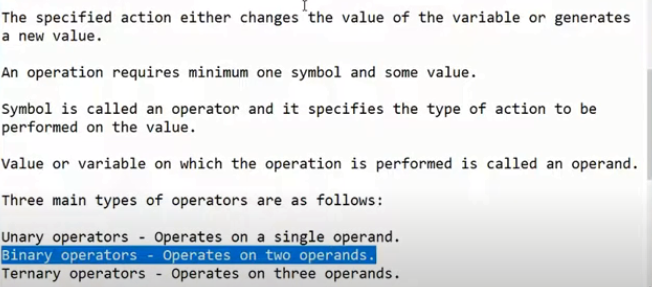 The specified action either changes the value of the variable or generates
a new value.
An operation requires minimum one symbol and some value.
Symbol is called an operator and it specifies the type of action to be
performed on the value.
Value or variable on which the operation is performed is called an operand.
Three main types of operators are as follows:
Unary operators - Operates on a single operand.
Binary operators - Operates on two operands.
Ternary operators - Operates on three operands.